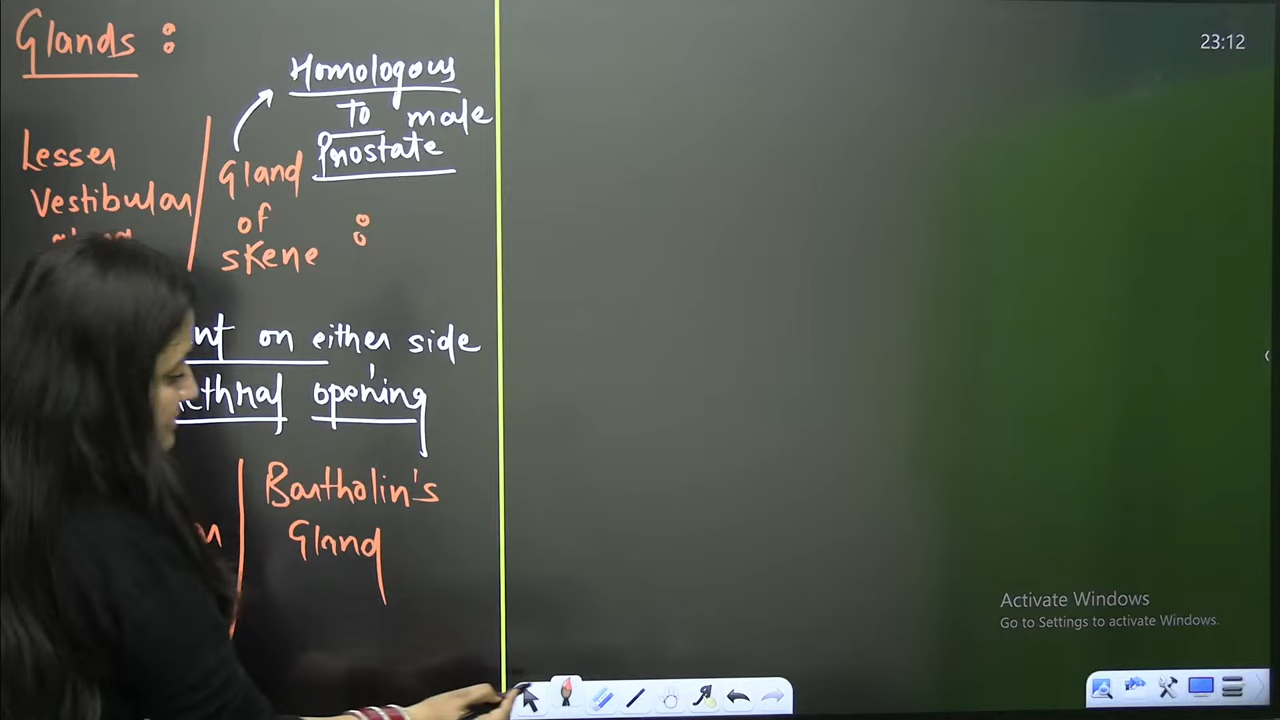 Glands :
23:12
Homologous
To male
Prostate
Lesser
Vestibular
Gland
of
Skene :
on either side
opening
Bartholin's
Gland
Activate Windows
Go to Settings to activate Windows.